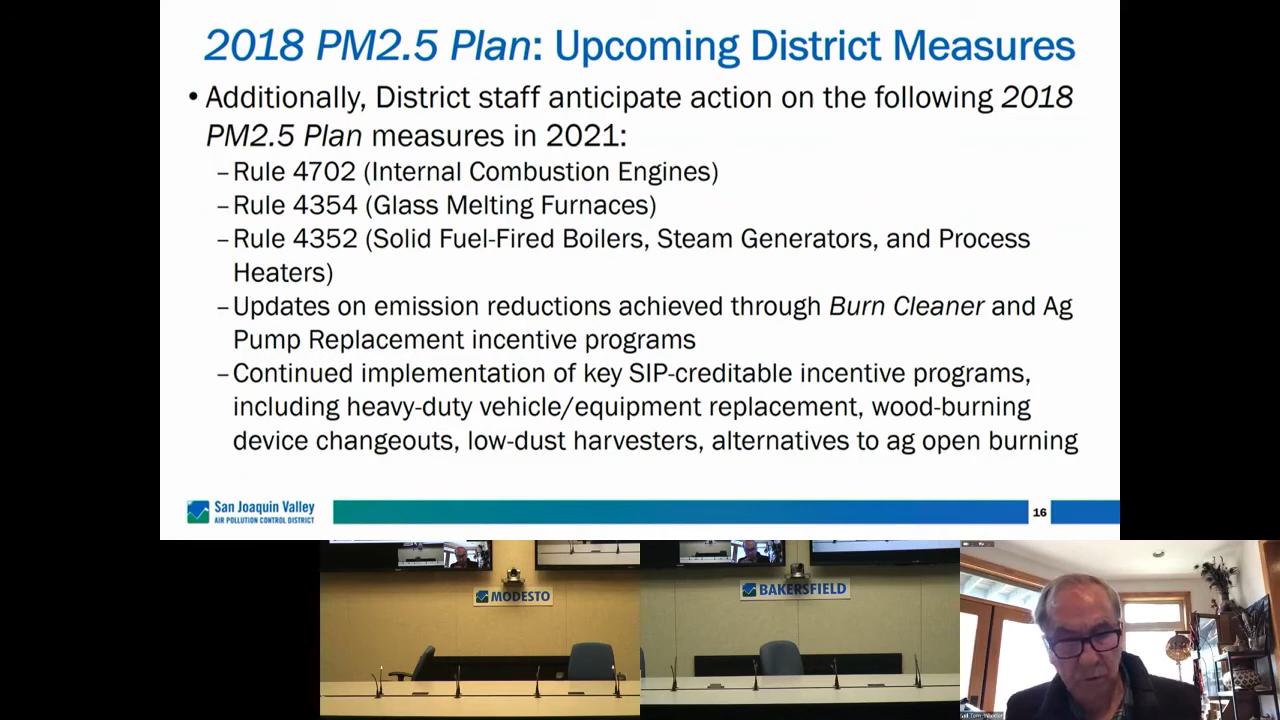 2018 PM2.5 Plan: Upcoming District Measures
• Additionally, District staff anticipate action on the following 2018
PM2.5 Plan measures in 2021:
–Rule 4702 (Internal Combustion Engines)
–Rule 4354 (Glass Melting Furnaces)
–Rule 4352 (Solid Fuel-Fired Boilers, Steam Generators, and Process
Heaters)
–Updates on emission reductions achieved through Burn Cleaner and Ag
Pump Replacement incentive programs
–Continued implementation of key SIP-creditable incentive programs,
including heavy-duty vehicle/equipment replacement, wood-burning
device changeouts, low-dust harvesters, alternatives to ag open burning
San Joaquin Valley
AIR POLLUTION CONTROL DISTRICT
16
MODESTO
BAKERSFIELD